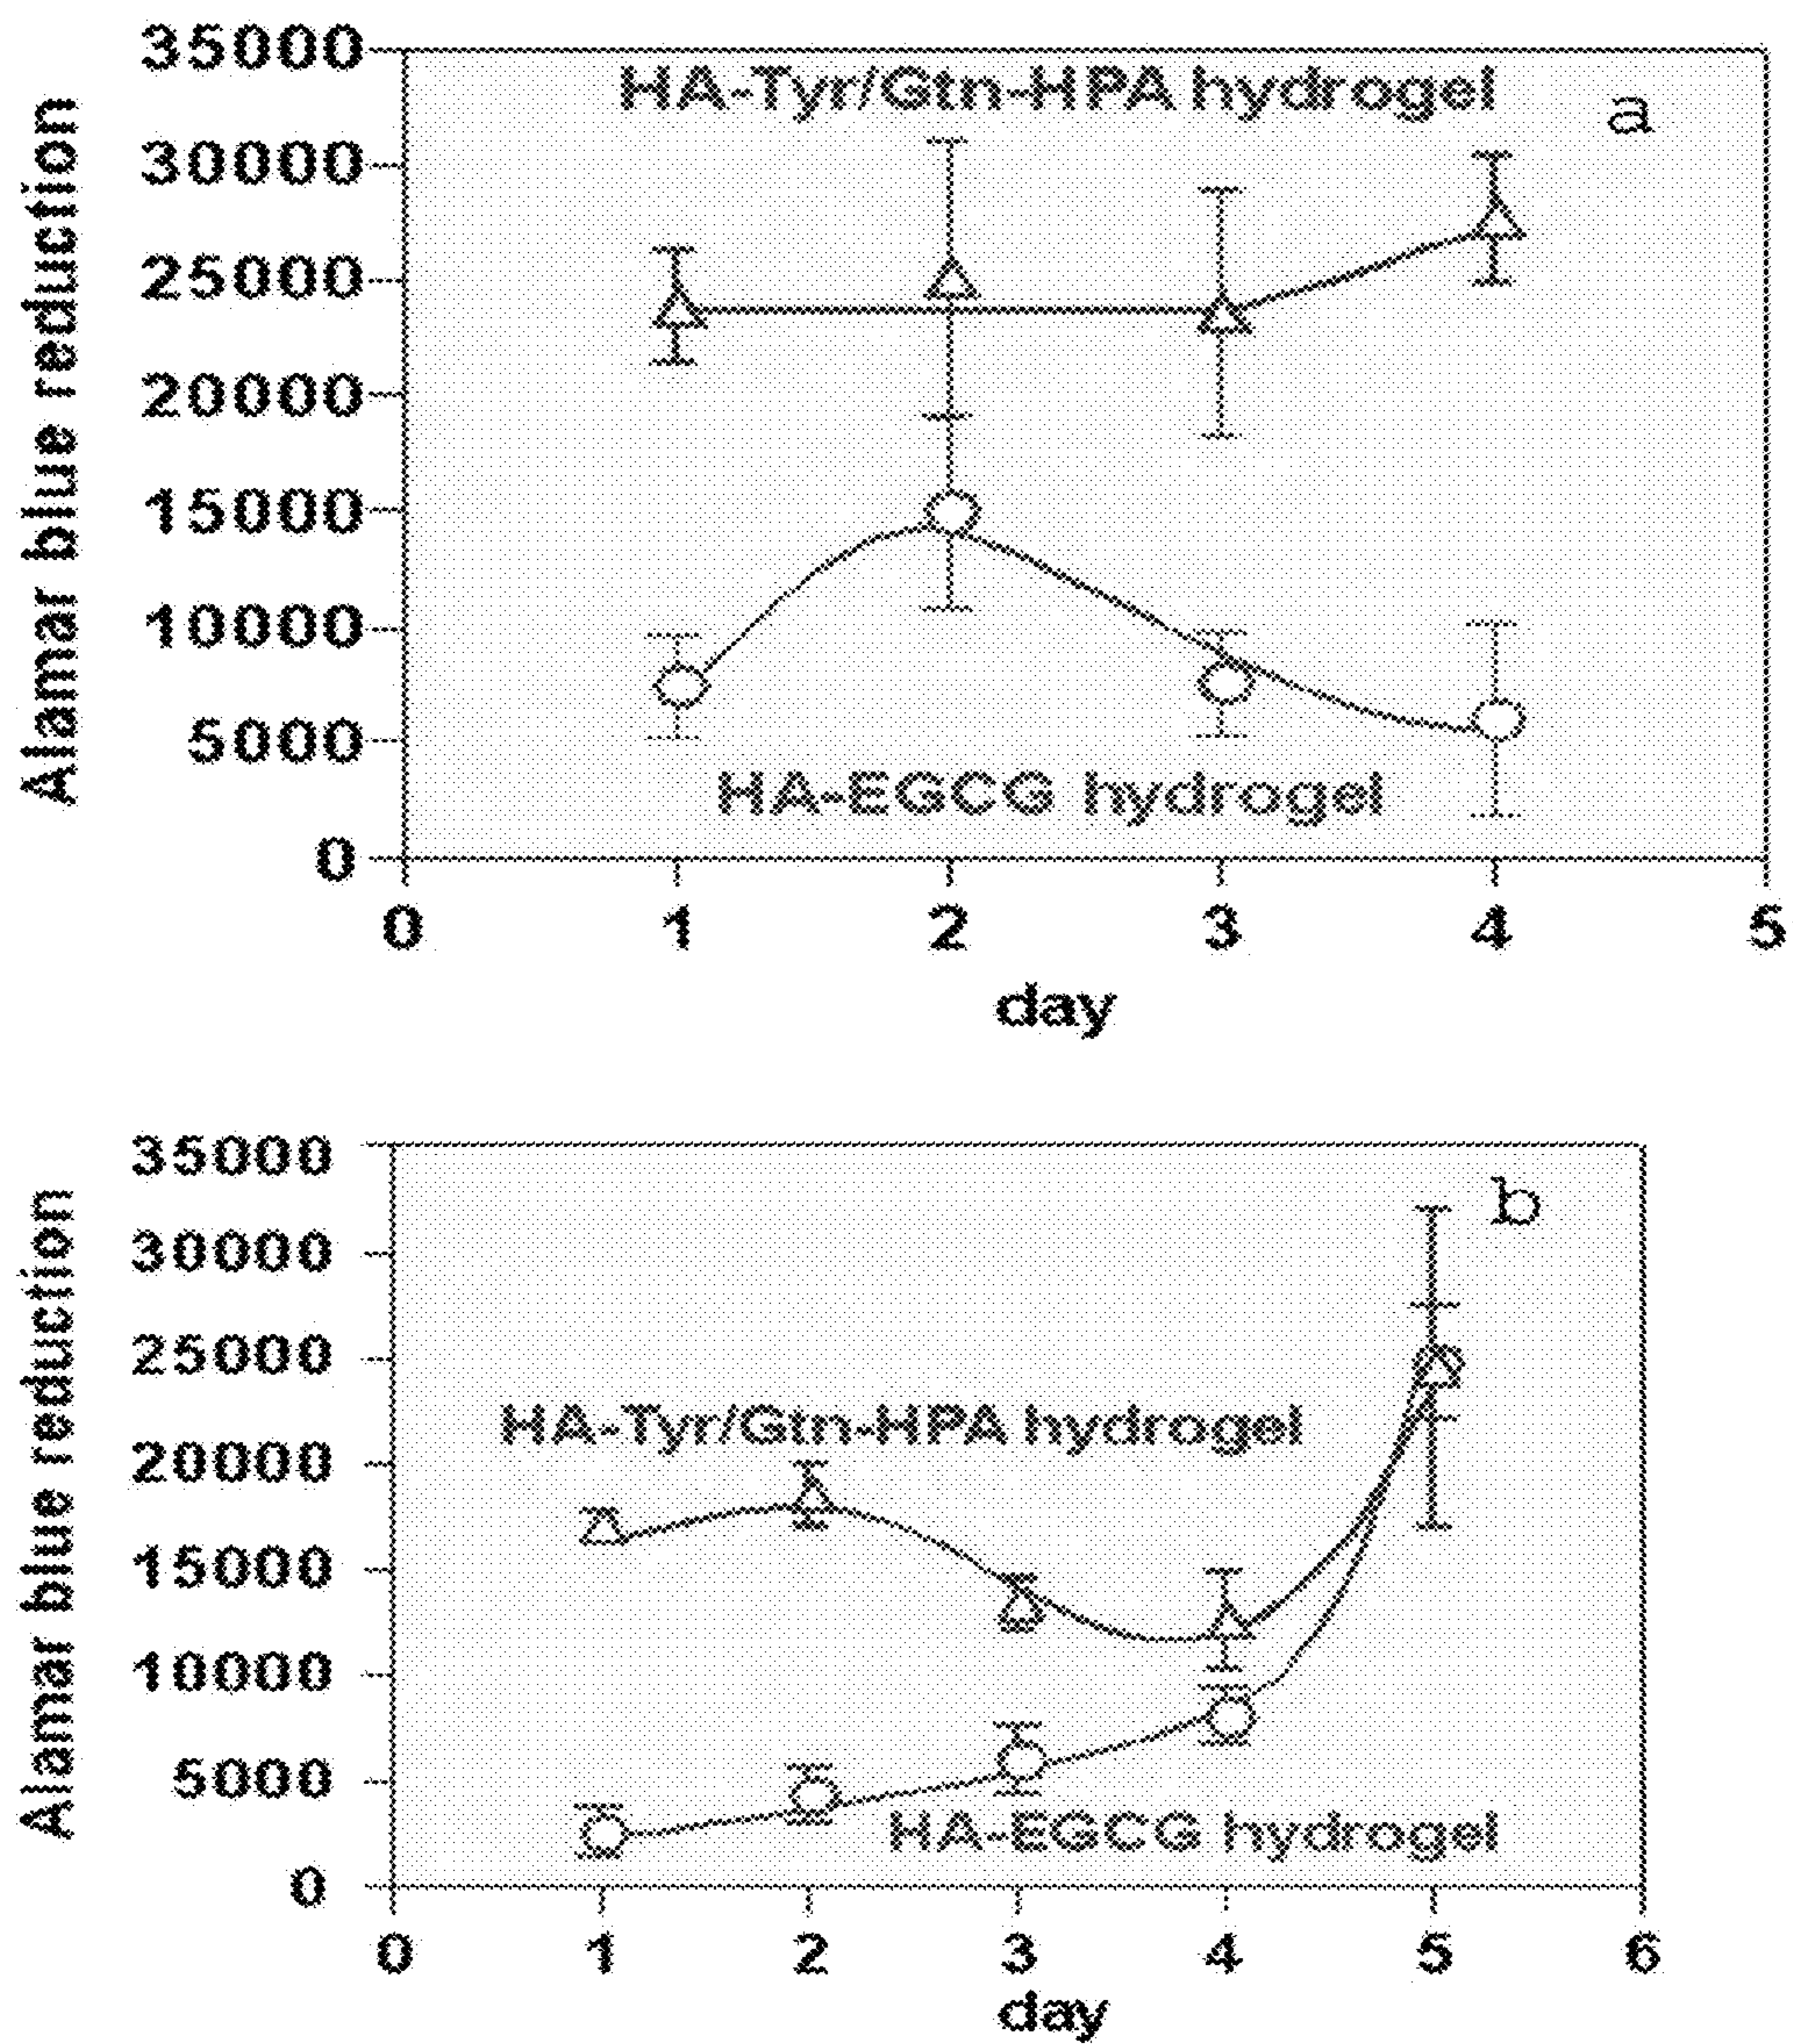 Alamar blue reduction
35000
30000
25000
20000
15000
10000
5000
0
HA-Tyr/Gtn-HPA hydrogel
a
HA-EGCG hydrogel
0 1 2 3 4 5
day
Alamar blue reduction
35000
30000
25000
20000
15000
10000
5000
0
b
HA-Tyr/Gtn-HPA hydrogel
HA-EGCG hydrogel
0 1 2 3 4 5 6
day